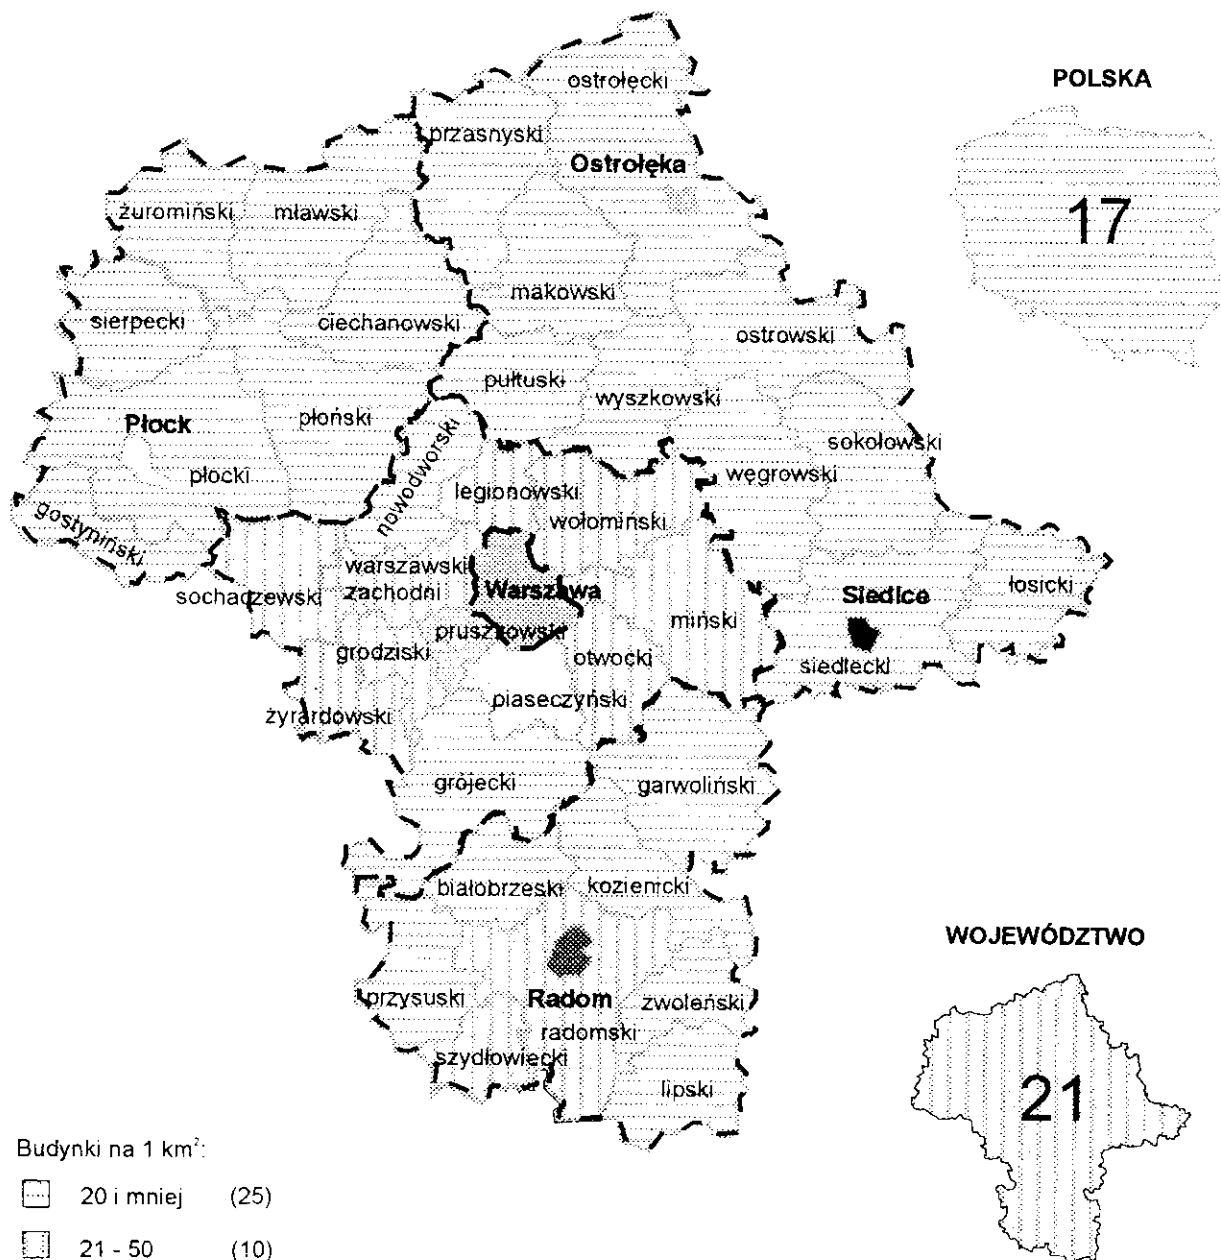 POLSKA
17
ostrołęcki
przasnyski
Ostrołęka
żuromiński
mławski
makowski
sierpecki
ciechanowski
ostrowski
pułtuski
wyszkowski
Płock
płoński
nowodworski
sokołowski
płocki
węgrowski
legionowski
wołomiński
gostyniński
warszawski
zachodni
sochaczewski
Warszawa
Siedlce
łosicki
pruszkowski
miński
grodziski
otwocki
siedlecki
piaseczyński
żyrardowski
grójecki
garwoliński
białobrzeski
kozienicki
WOJEWÓDZTWO
21
przysuski
Radom
zwoleński
radomski
szydłowiecki
lipski
Budynki na 1 km²:
20 i mniej (25)
21 - 50 (10)